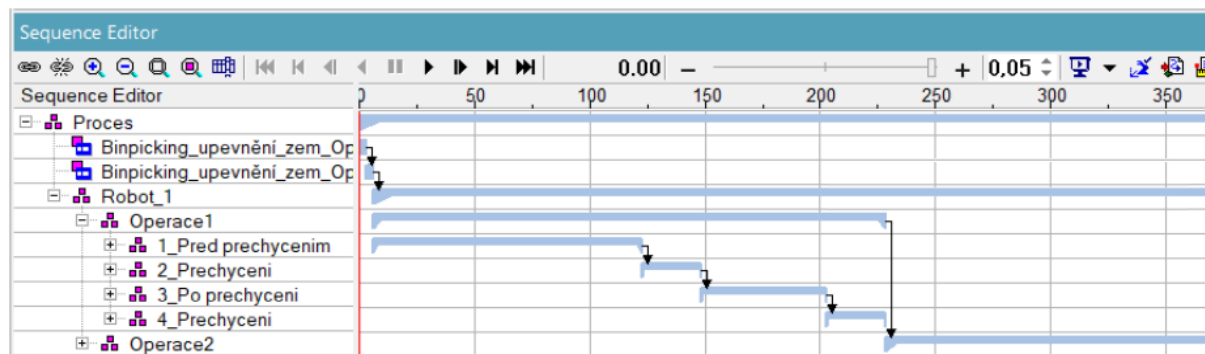 Sequence Editor
0.00 − + 0,05
Sequence Editor 0 50 100 150 200 250 300 350
Proces
Binpicking_upevnění_zem_Op
Binpicking_upevnění_zem_Op
Robot_1
Operace1
1_Pred prechycenim
2_Prechyceni
3_Po prechyceni
4_Prechyceni
Operace2